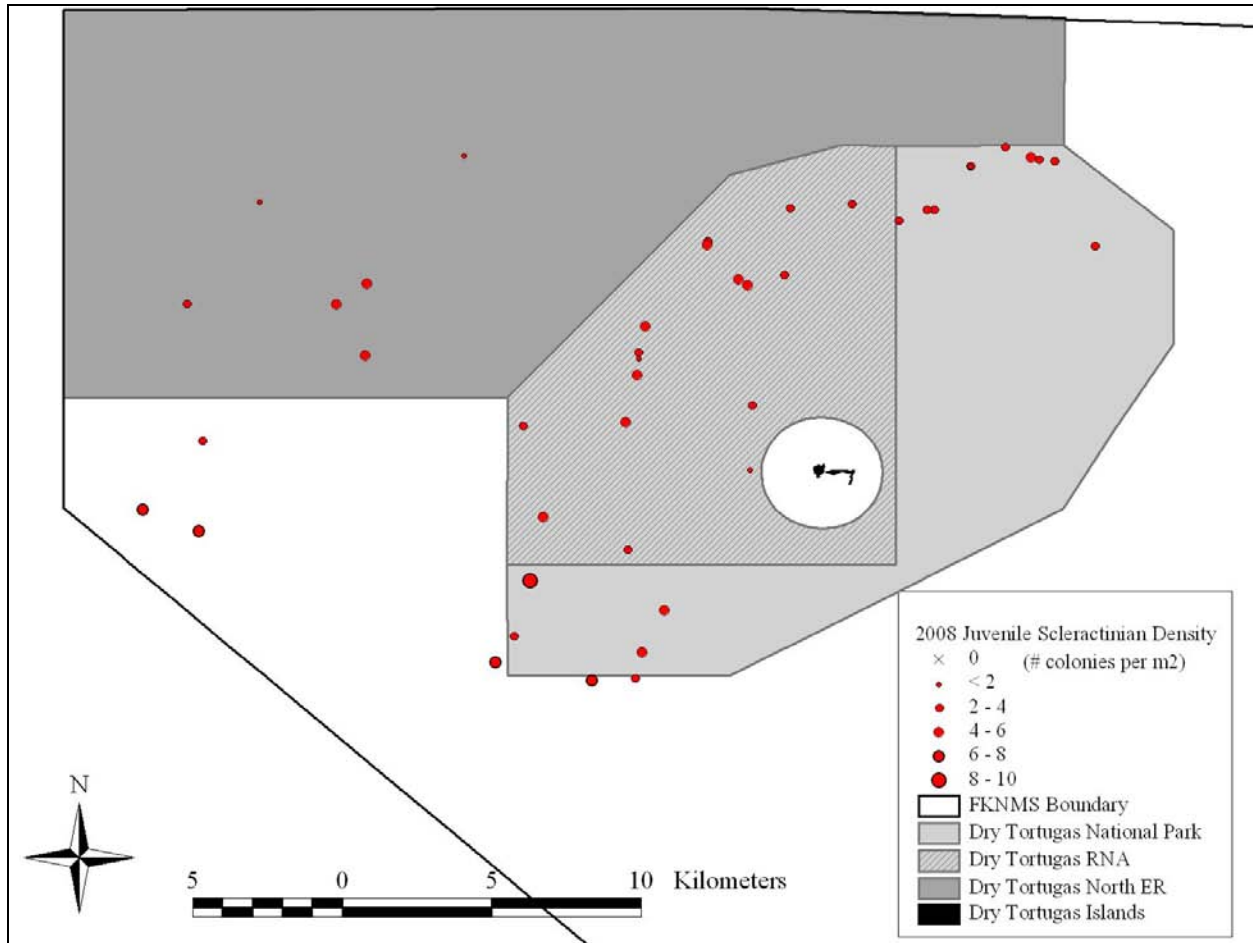 2008 Juvenile Scleractinian Density
0 (# colonies per m2)
< 2
2 - 4
4 - 6
6 - 8
8 - 10
FKNMS Boundary
Dry Tortugas National Park
Dry Tortugas RNA
Dry Tortugas North ER
Dry Tortugas Islands
N
5 0 5 10 Kilometers